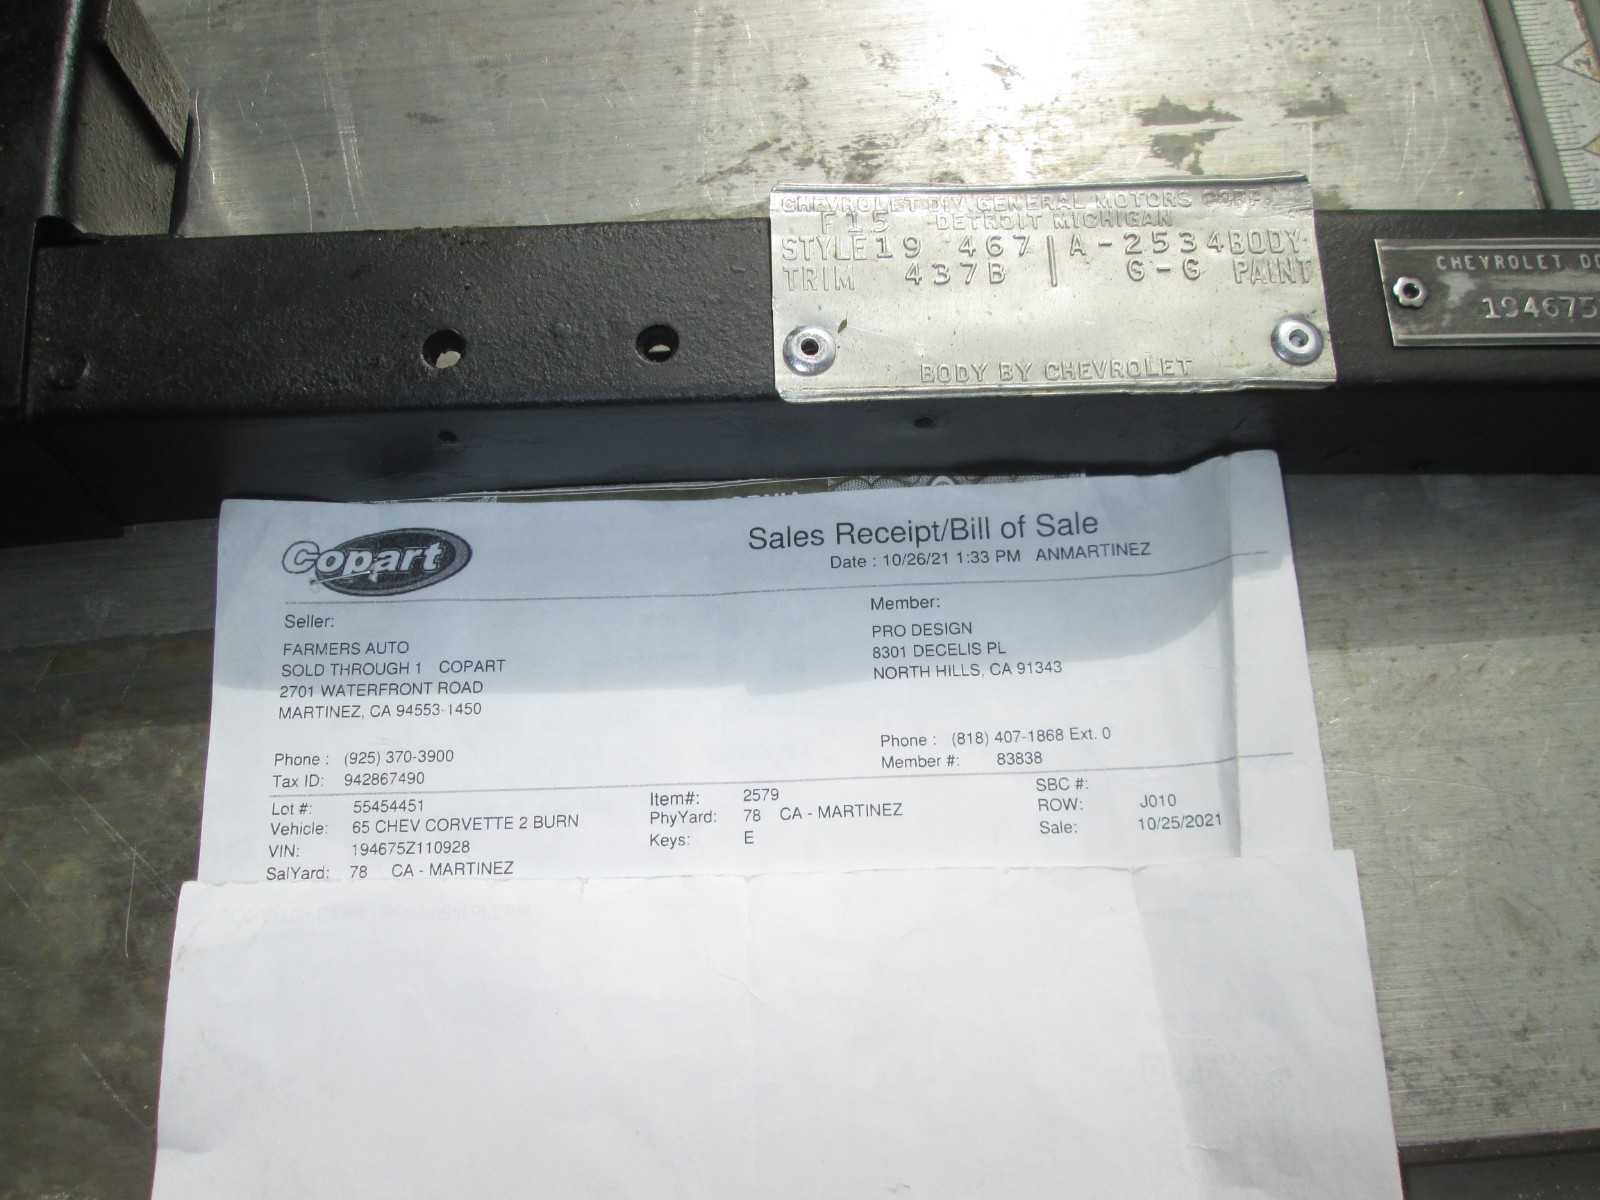 CHEVROLET DIV. GENERAL MOTORS CORP.
F15 DETROIT MICHIGAN
STYLE 19 467 | A-2534 BODY
TRIM 437B | G-G PAINT
BODY BY CHEVROLET
CHEVROLET
194675
Copart
Sales Receipt/Bill of Sale
Date : 10/26/21 1:33 PM ANMARTINEZ
Seller:
FARMERS AUTO
SOLD THROUGH 1 COPART
2701 WATERFRONT ROAD
MARTINEZ, CA 94553-1450
Phone : (925) 370-3900
Tax ID: 942867490
Member:
PRO DESIGN
8301 DECELIS PL
NORTH HILLS, CA 91343
Phone : (818) 407-1868 Ext. 0
Member #: 83838
Lot #: 55454451
Vehicle: 65 CHEV CORVETTE 2 BURN
VIN: 194675Z110928
SalYard: 78 CA - MARTINEZ
Item#: 2579
PhyYard: 78 CA - MARTINEZ
Keys: E
SBC #:
ROW: J010
Sale: 10/25/2021